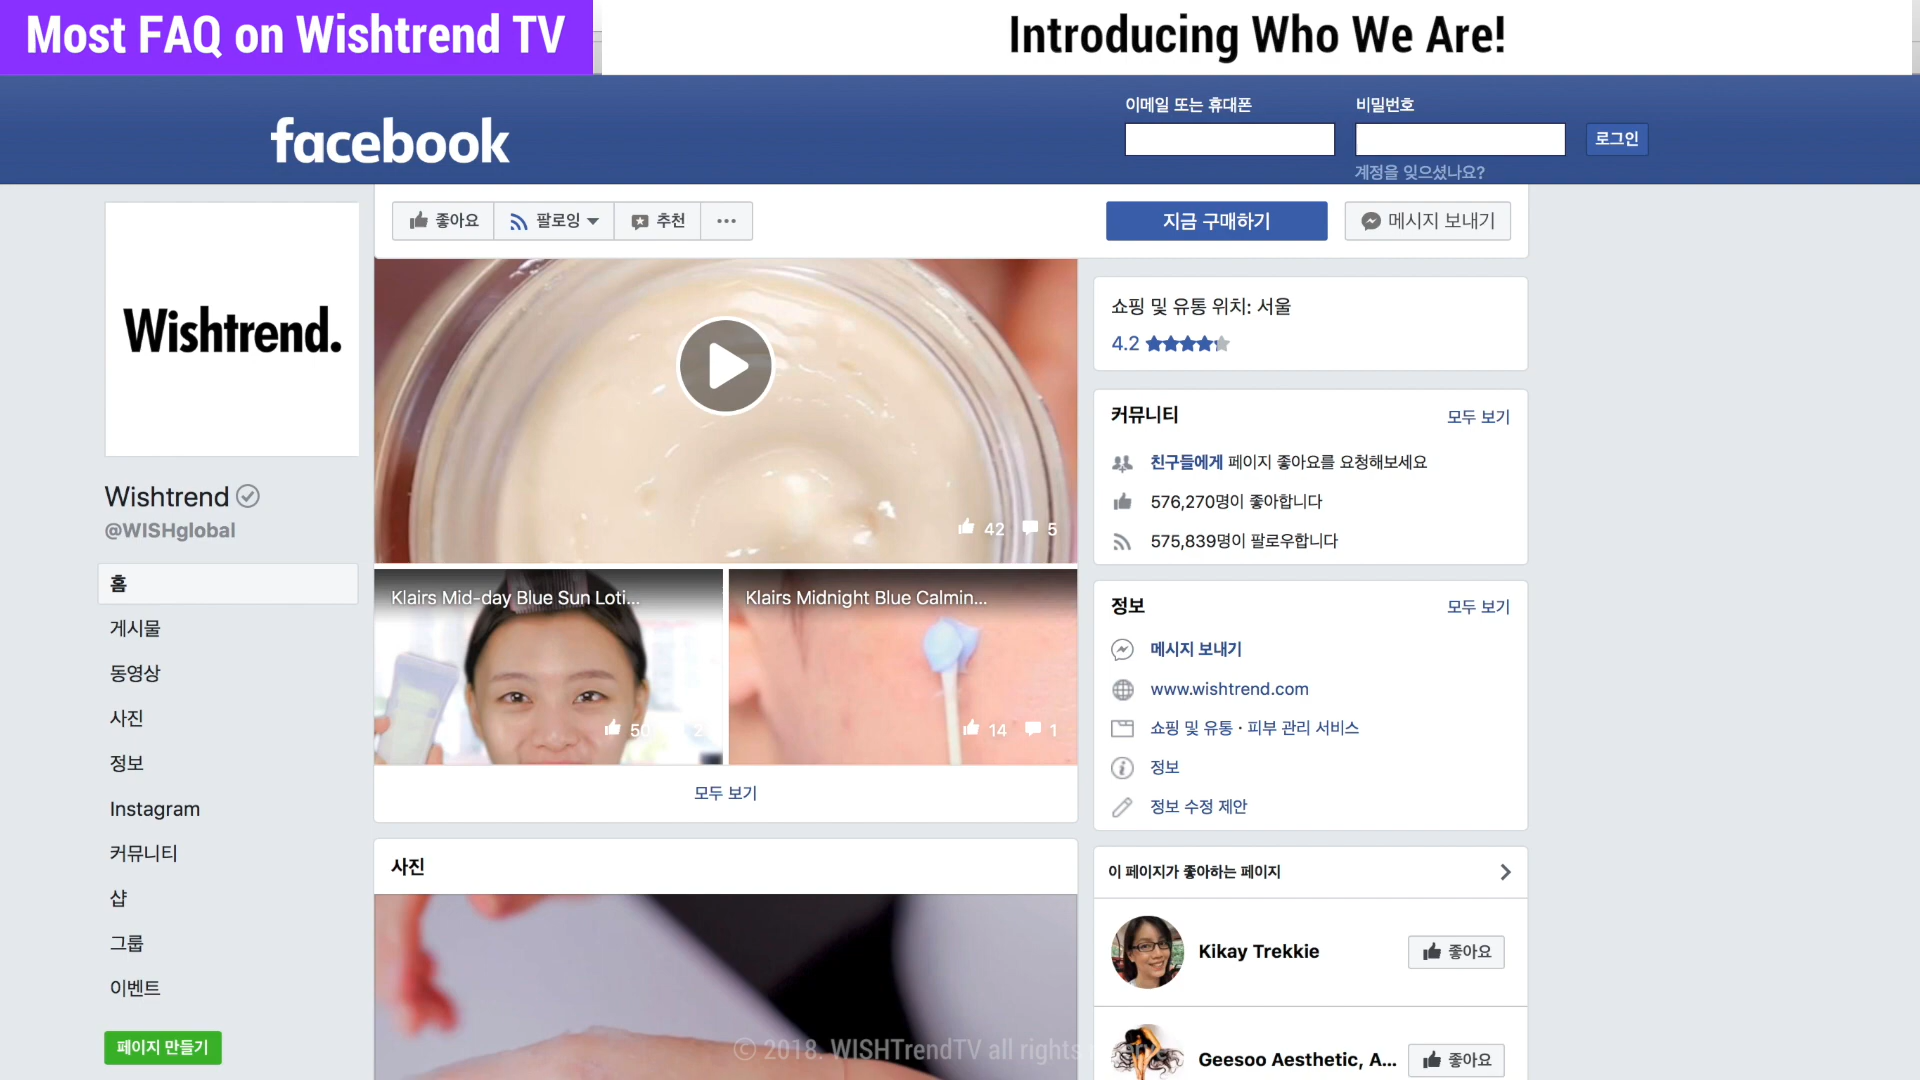 Most FAQ on Wishtrend TV
Introducing Who We Are!
facebook
이메일 또는 휴대폰
비밀번호
로그인
계정을 잊으셨나요?
좋아요
팔로잉
추천
지금 구매하기
메시지 보내기
Wishtrend.
Wishtrend
@WISHglobal
홈
게시물
동영상
사진
정보
Instagram
커뮤니티
샵
그룹
이벤트
페이지 만들기
42 5
Klairs Mid-day Blue Sun Loti...
50 2
Klairs Midnight Blue Calmin...
14 1
모두 보기
사진
쇼핑 및 유통 위치: 서울
4.2
커뮤니티
모두 보기
친구들에게 페이지 좋아요를 요청해보세요
576,270명이 좋아합니다
575,839명이 팔로우합니다
정보
모두 보기
메시지 보내기
www.wishtrend.com
쇼핑 및 유통 · 피부 관리 서비스
정보
정보 수정 제안
이 페이지가 좋아하는 페이지
Kikay Trekkie
좋아요
Geesoo Aesthetic, A...
좋아요
© 2018. WISHTrendTV all rights